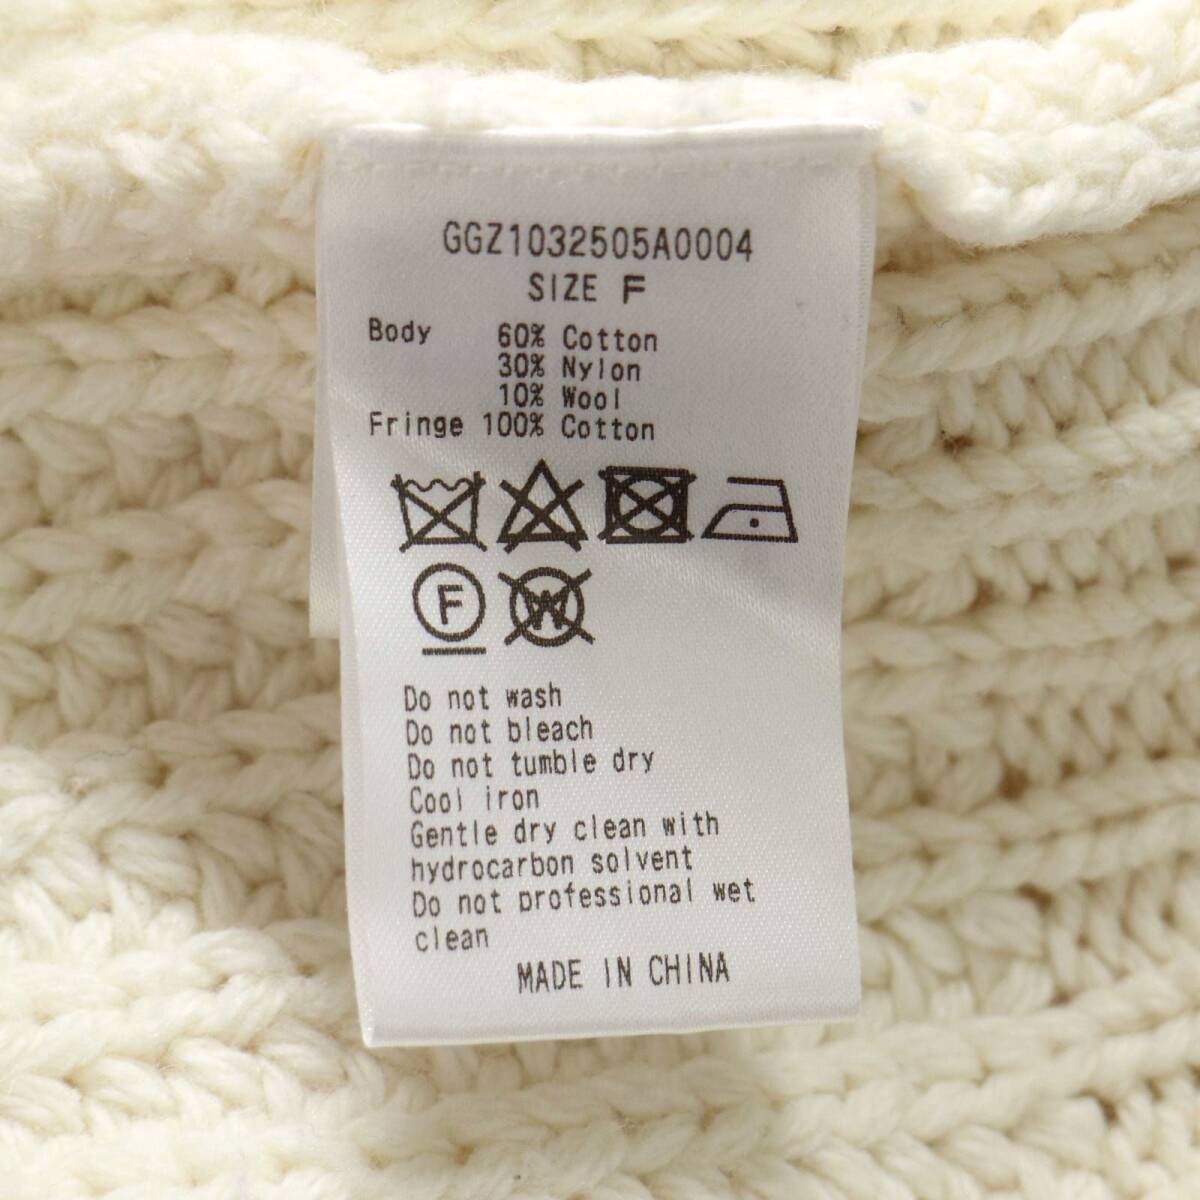 GGZ1032505A0004
SIZE F
Body 60% Cotton
30% Nylon
10% Wool
Fringe 100% Cotton
F W
Do not wash
Do not bleach
Do not tumble dry
Cool iron
Gentle dry clean with
hydrocarbon solvent
Do not professional wet
clean
MADE IN CHINA